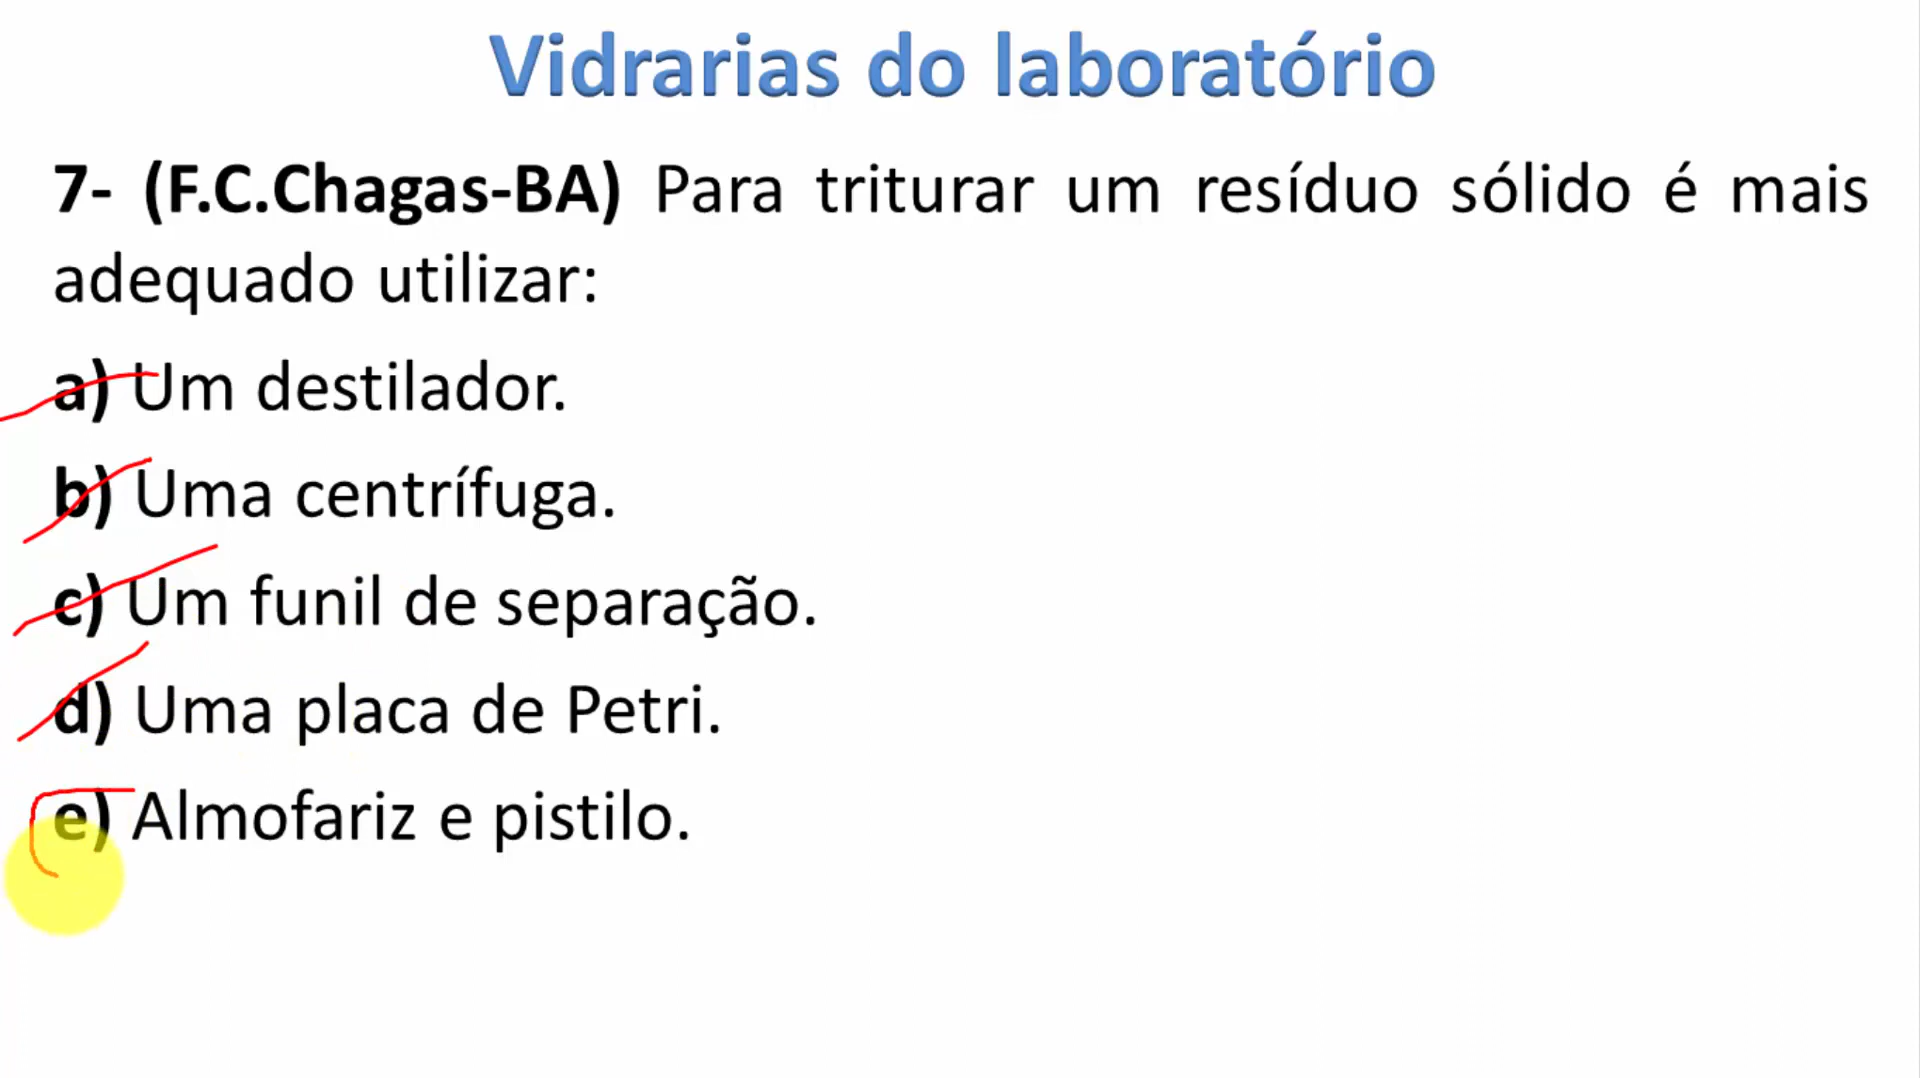 Vidrarias do laboratório
7- (F.C.Chagas-BA) Para triturar um resíduo sólido é mais
adequado utilizar:
a) Um destilador.
b) Uma centrífuga.
c) Um funil de separação.
d) Uma placa de Petri.
e) Almofariz e pistilo.